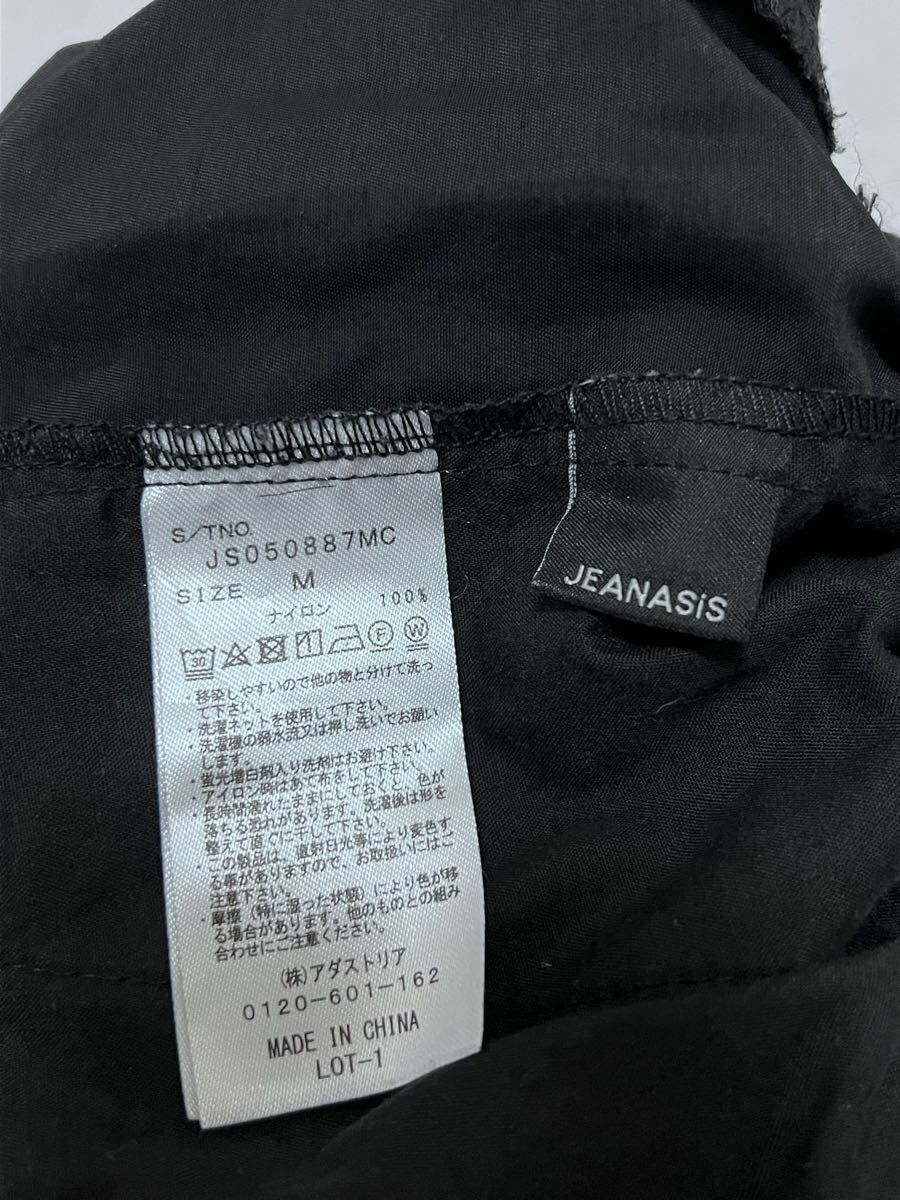 S/TNO.
JS050887MC
SIZE M
ナイロン 100%
30 F W
・移染しやすいので他の物と分けて洗っ
て下さい。
・洗濯ネットを使用して下さい。
・洗濯機の弱水流又は押し洗いでお願い
します。
・蛍光増白剤入り洗剤はお避け下さい。
・アイロン時はあて布をして下さい。
・長時間濡れたままにしておくと、色が
落ちる恐れがあります。洗濯後は形を
整えて直ぐに干して下さい。
・この製品は、直射日光等により変色す
る事がありますので、お取扱いにはご
注意下さい。
・摩擦（特に湿った状態）により色が移
る場合があります。他のものとの組み
合わせにご注意ください。
(株)アダストリア
0120-601-162
MADE IN CHINA
LOT-1
JEANASiS